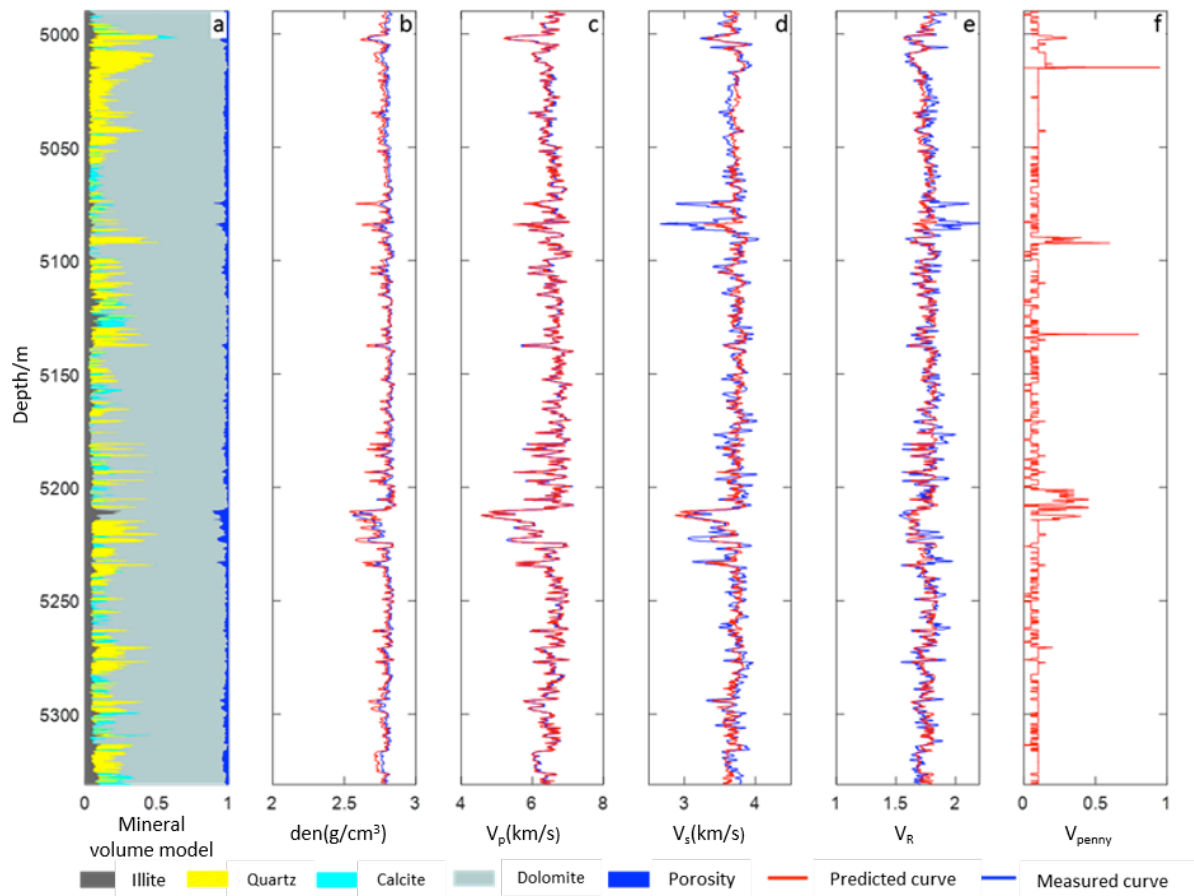 a b c d e f
5000
5050
5100
5150
5200
5250
5300
Depth/m
0 0.5 1 2 2.5 3 4 6 8 3 4 1 1.5 2 0 0.5 1
Mineral volume model
den(g/cm³)
Vₚ(km/s)
Vₛ(km/s)
V_R
V_penny
Illite Quartz Calcite Dolomite Porosity Predicted curve Measured curve